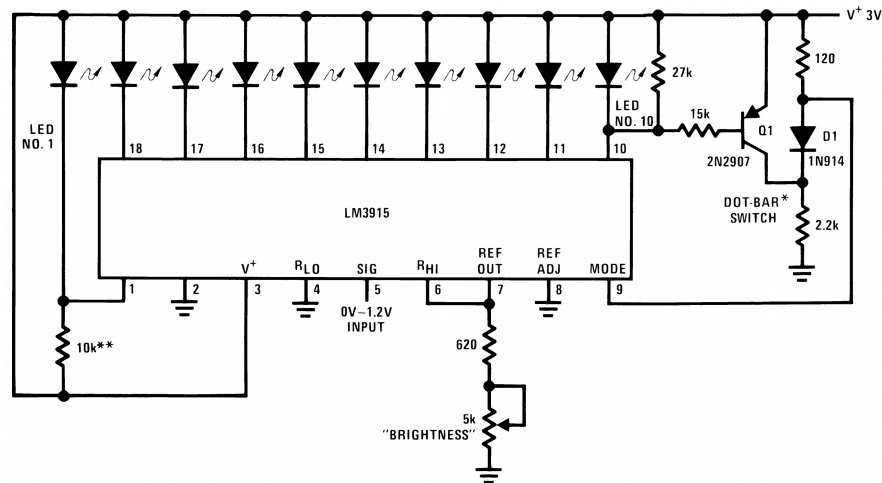 V+ 3V
27k
120
LED
NO. 1
LED
NO. 10
15k
Q1
2N2907
D1
1N914
18
17
16
15
14
13
12
11
10
DOT-BAR*
SWITCH
2.2k
LM3915
V+
RLO
SIG
RHI
REF
OUT
REF
ADJ
MODE
1
2
3
4
5
6
7
8
9
0V–1.2V
INPUT
10k**
620
5k
"BRIGHTNESS"